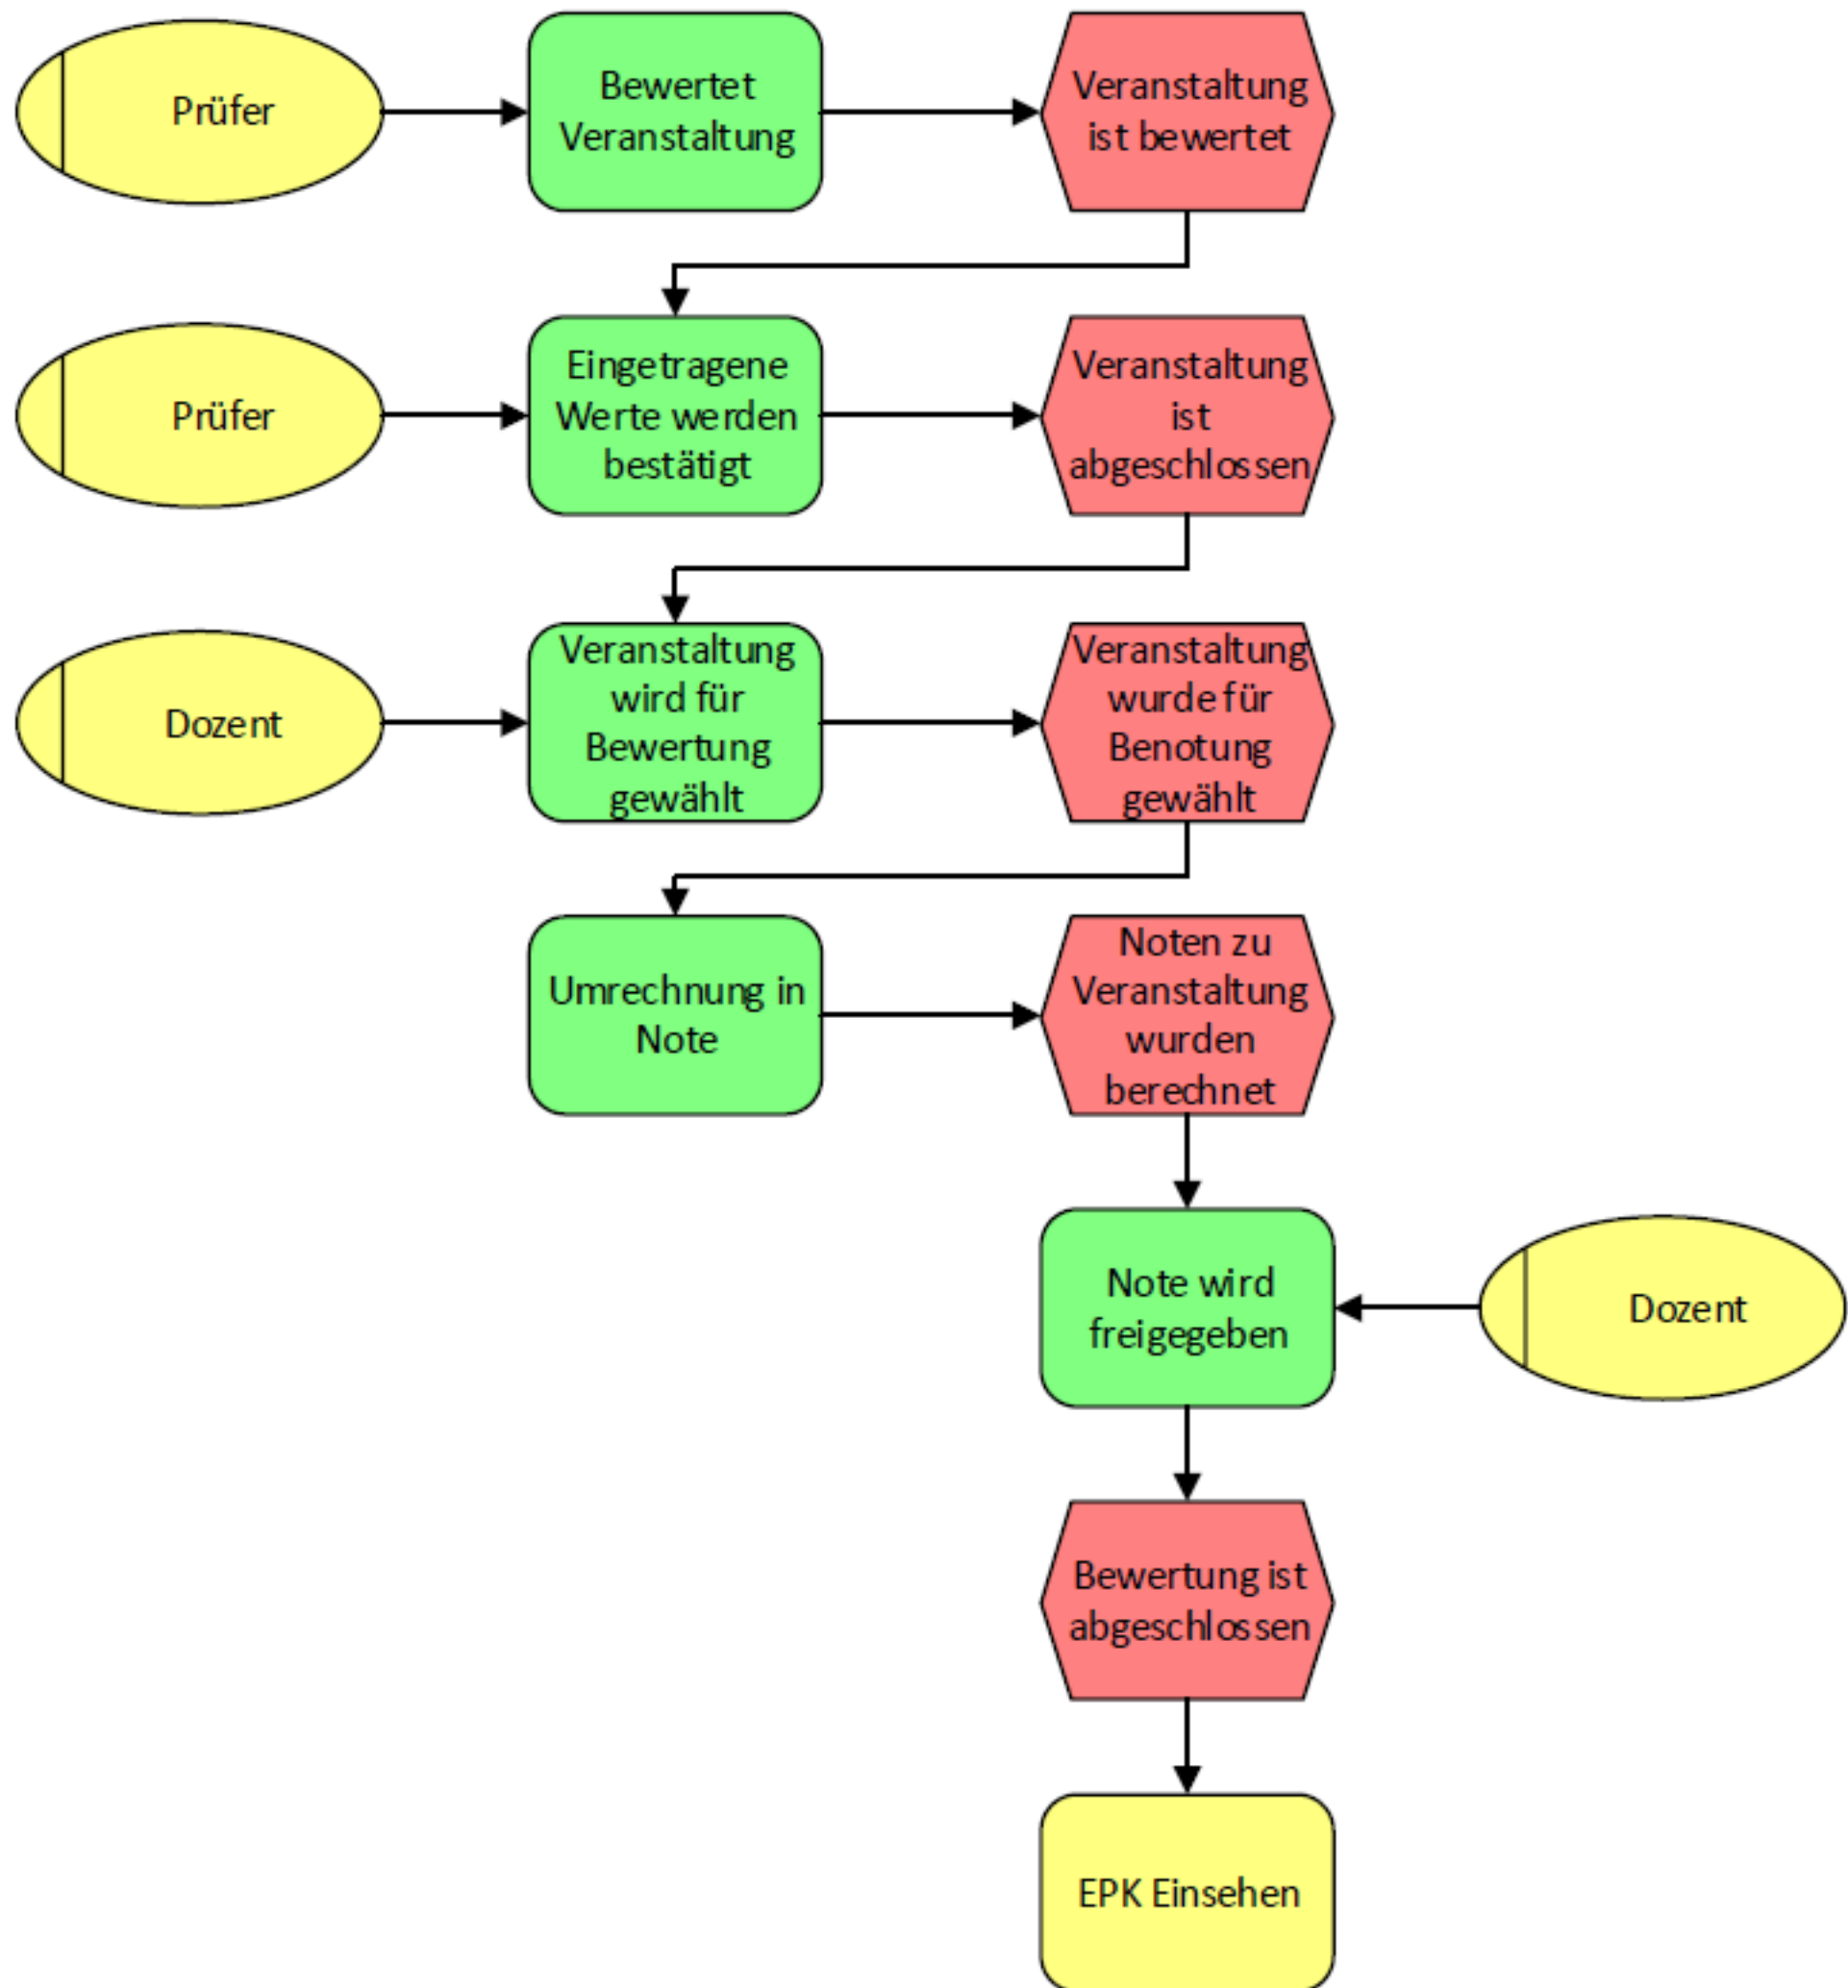 Prüfer
Bewertet
Veranstaltung
Veranstaltung
ist bewertet
Prüfer
Eingetragene
Werte werden
bestätigt
Veranstaltung
ist
abgeschlossen
Dozent
Veranstaltung
wird für
Bewertung
gewählt
Veranstaltung
wurde für
Benotung
gewählt
Umrechnung in
Note
Noten zu
Veranstaltung
wurden
berechnet
Note wird
freigegeben
Dozent
Bewertung ist
abgeschlossen
EPK Einsehen